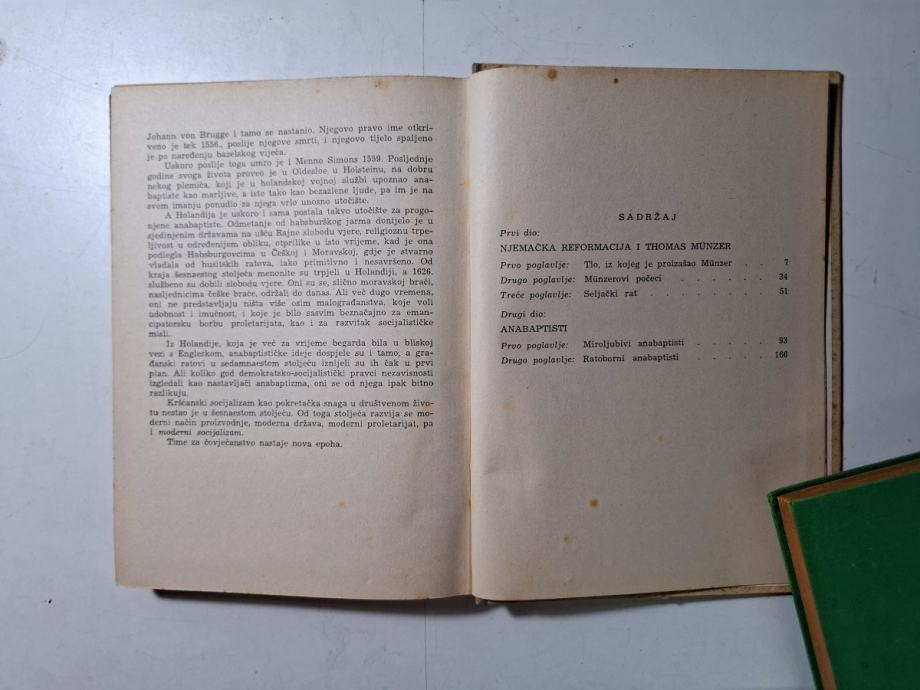 Johann von Brugge i tamo se nastanio. Njegovo pravo ime otkri-
veno je tek 1556., poslije njegove smrti, i njegovo tijelo spaljeno
je po naređenju bazelskog vijeća.
Uskoro poslije toga umro je i Menno Simons 1559. Posljednje
godine svoga života proveo je u Oldesloe u Holsteinu, na dobru
nekog plemića, koji je u holandskoj vojnoj službi upoznao ana-
baptiste kao marljive, a isto tako kao bezazlene ljude, pa im je na
svom imanju ponudio za njega vrlo unosno utočište.
A Holandija je uskoro i sama postala takvo utočište za progo-
njene anabaptiste. Odmetanje od habsburškog jarma donijelo je u
sjedinjenim državama na ušću Rajne slobodu vjere, religioznu trpe-
ljivost u određenijem obliku, otprilike u isto vrijeme, kad je ona
podlegla Habsburgovcima u Češkoj i Moravskoj, gdje je stvarno
vladala od husitskih ratova, iako primitivno i nesavršeno. Od
kraja šesnaestog stoljeća menoniti su trpjeli u Holandiji, a 1626.
službeno su dobili slobodu vjere. Oni su se, slično moravskoj braći,
nasljednicima češke braće, održali do danas. Ali već dugo vremena,
oni ne predstavljaju ništa više osim malograđanstva, koje voli
udobnost i imućnost, i koje je bilo sasvim beznačajno za eman-
cipatorsku borbu proletarijata, kao i za razvitak socijalističke
misli.
Iz Holandije, koja je već za vrijeme begarda bila u bliskoj
vezi s Engleskom, anabaptističke ideje dospjele su i tamo, a gra-
đanski ratovi u sedamnaestom stoljeću iznijeli su ih čak u prvi
plan. Ali koliko god demokratsko-socijalistički pravci nezavisnosti
izgledali kao nastavljači anabaptizma, oni se od njega ipak bitno
razlikuju.
Kršćanski socijalizam kao pokretačka snaga u društvenom živo-
tu nestao je u šesnaestom stoljeću. Od toga stoljeća razvija se mo-
derni način proizvodnje, moderna država, moderni proletarijat, pa
i moderni socijalizam.
Time za čovječanstvo nastaje nova epoha.
SADRŽAJ
Prvi dio:
NJEMAČKA REFORMACIJA I THOMAS MÜNZER
Prvo poglavlje: Tlo, iz kojeg je proizašao Münzer . . 7
Drugo poglavlje: Münzerovi počeci . . . . . . . 34
Treće poglavlje: Seljački rat . . . . . . . . 51
Drugi dio:
ANABAPTISTI
Prvo poglavlje: Miroljubivi anabaptisti . . . . . 93
Drugo poglavlje: Ratoborni anabaptisti . . . . . 166